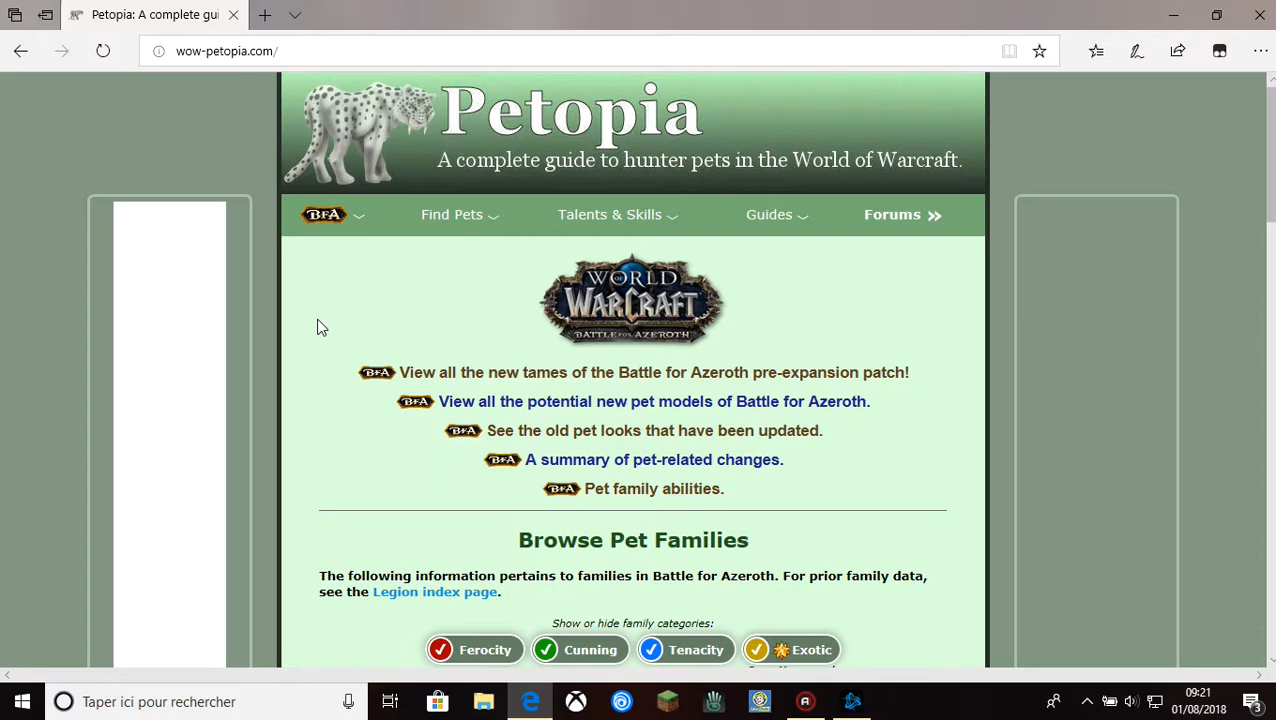 Petopia: A complete gui
wow-petopia.com/
Petopia
A complete guide to hunter pets in the World of Warcraft.
BFA
Find Pets
Talents & Skills
Guides
Forums »
WORLD OF
WARCRAFT
BATTLE FOR AZEROTH
BFA View all the new tames of the Battle for Azeroth pre-expansion patch!
BFA View all the potential new pet models of Battle for Azeroth.
BFA See the old pet looks that have been updated.
BFA A summary of pet-related changes.
BFA Pet family abilities.
Browse Pet Families
The following information pertains to families in Battle for Azeroth. For prior family data,
see the Legion index page.
Show or hide family categories:
Ferocity Cunning Tenacity Exotic
Taper ici pour rechercher
09:21
01/08/2018
3